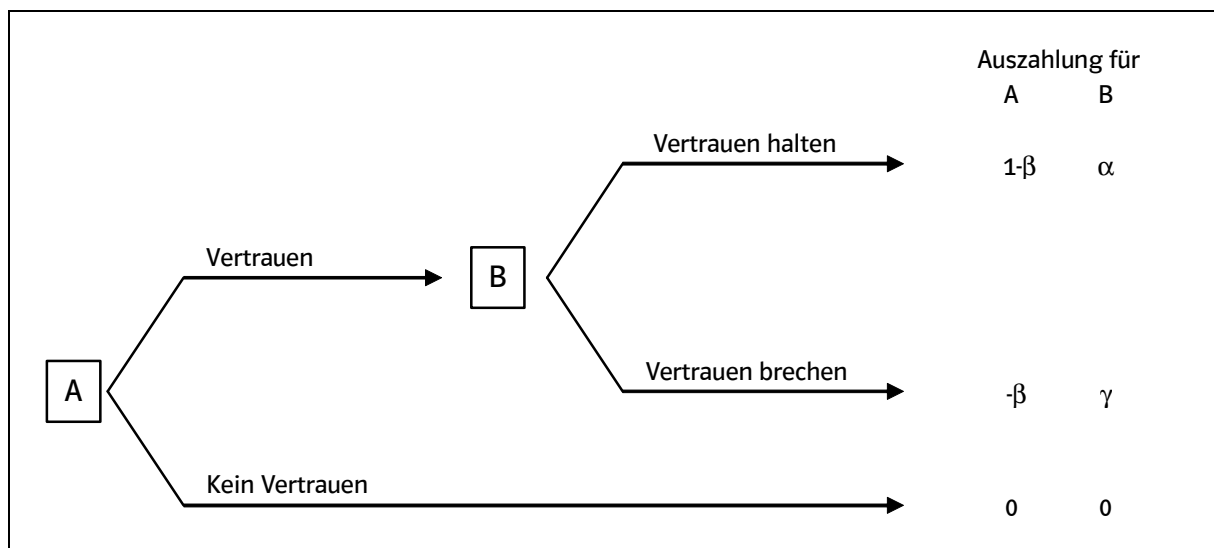 Auszahlung für
A B
Vertrauen halten
1-β α
Vertrauen
B
Vertrauen brechen
A
-β γ
Kein Vertrauen
0 0